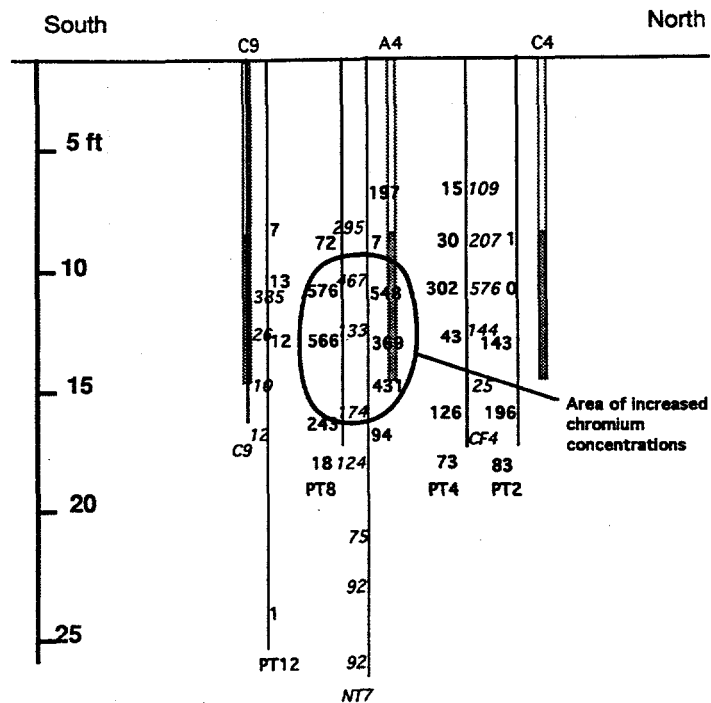 South North
C9 A4 C4
5 ft
197 15 109
7 295 72 7 30 207 1
10
13 385 576 467 548 302 576 0
26 12 566 133 369 43 144 143
15
10 431 25
243 174 126 196
12 94 CF4
C9
18 124 73 83
PT8 PT4 PT2
Area of increased
chromium
concentrations
20
75
92
1
25
PT12 92
NT7